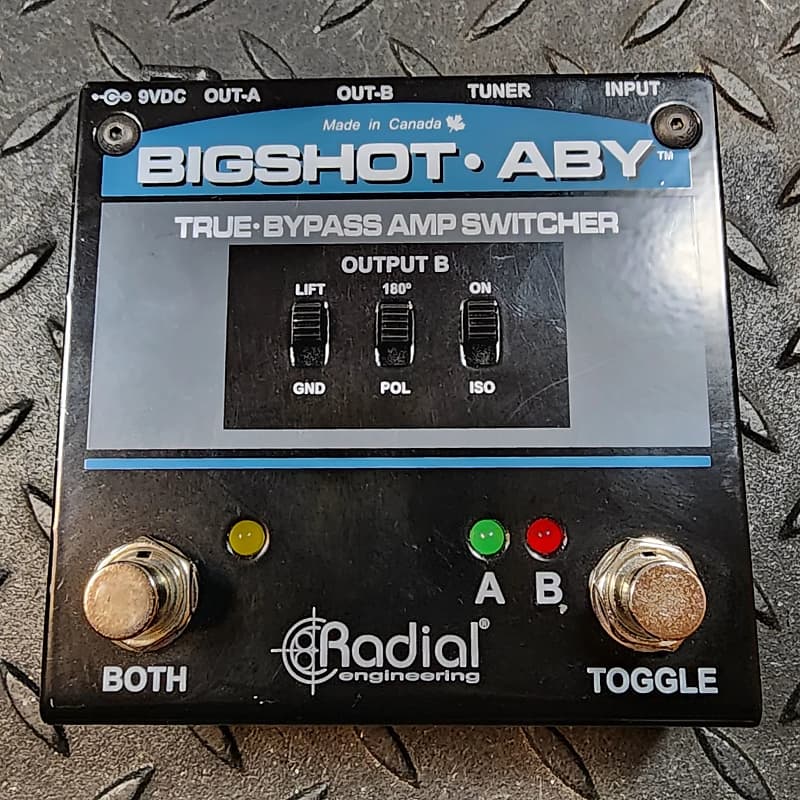 9VDC OUT-A OUT-B TUNER INPUT
Made in Canada
BIGSHOT • ABY™
TRUE•BYPASS AMP SWITCHER
OUTPUT B
LIFT 180° ON
GND POL ISO
A B
Radial®
engineering
BOTH TOGGLE